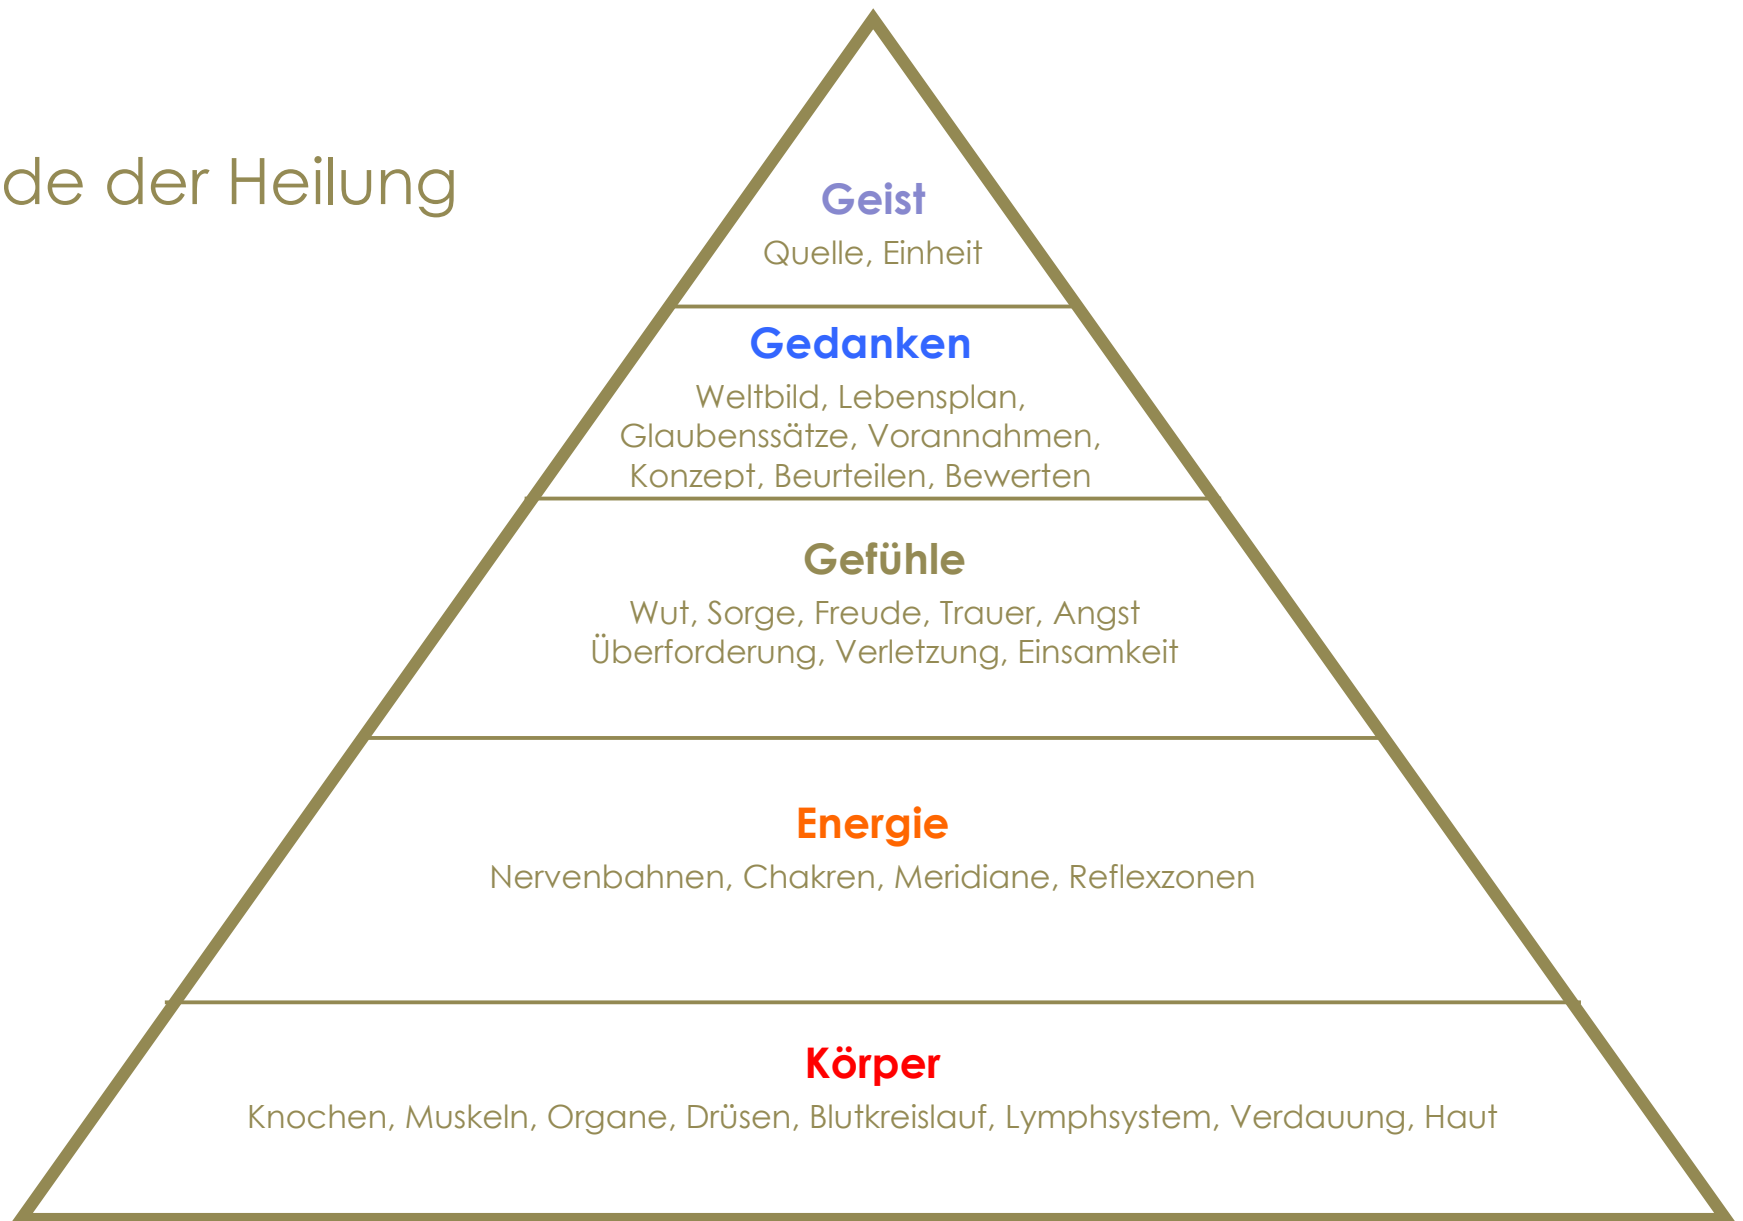 de der Heilung
Geist
Quelle, Einheit
Gedanken
Weltbild, Lebensplan,
Glaubenssätze, Vorannahmen,
Konzept, Beurteilen, Bewerten
Gefühle
Wut, Sorge, Freude, Trauer, Angst
Überforderung, Verletzung, Einsamkeit
Energie
Nervenbahnen, Chakren, Meridiane, Reflexzonen
Körper
Knochen, Muskeln, Organe, Drüsen, Blutkreislauf, Lymphsystem, Verdauung, Haut